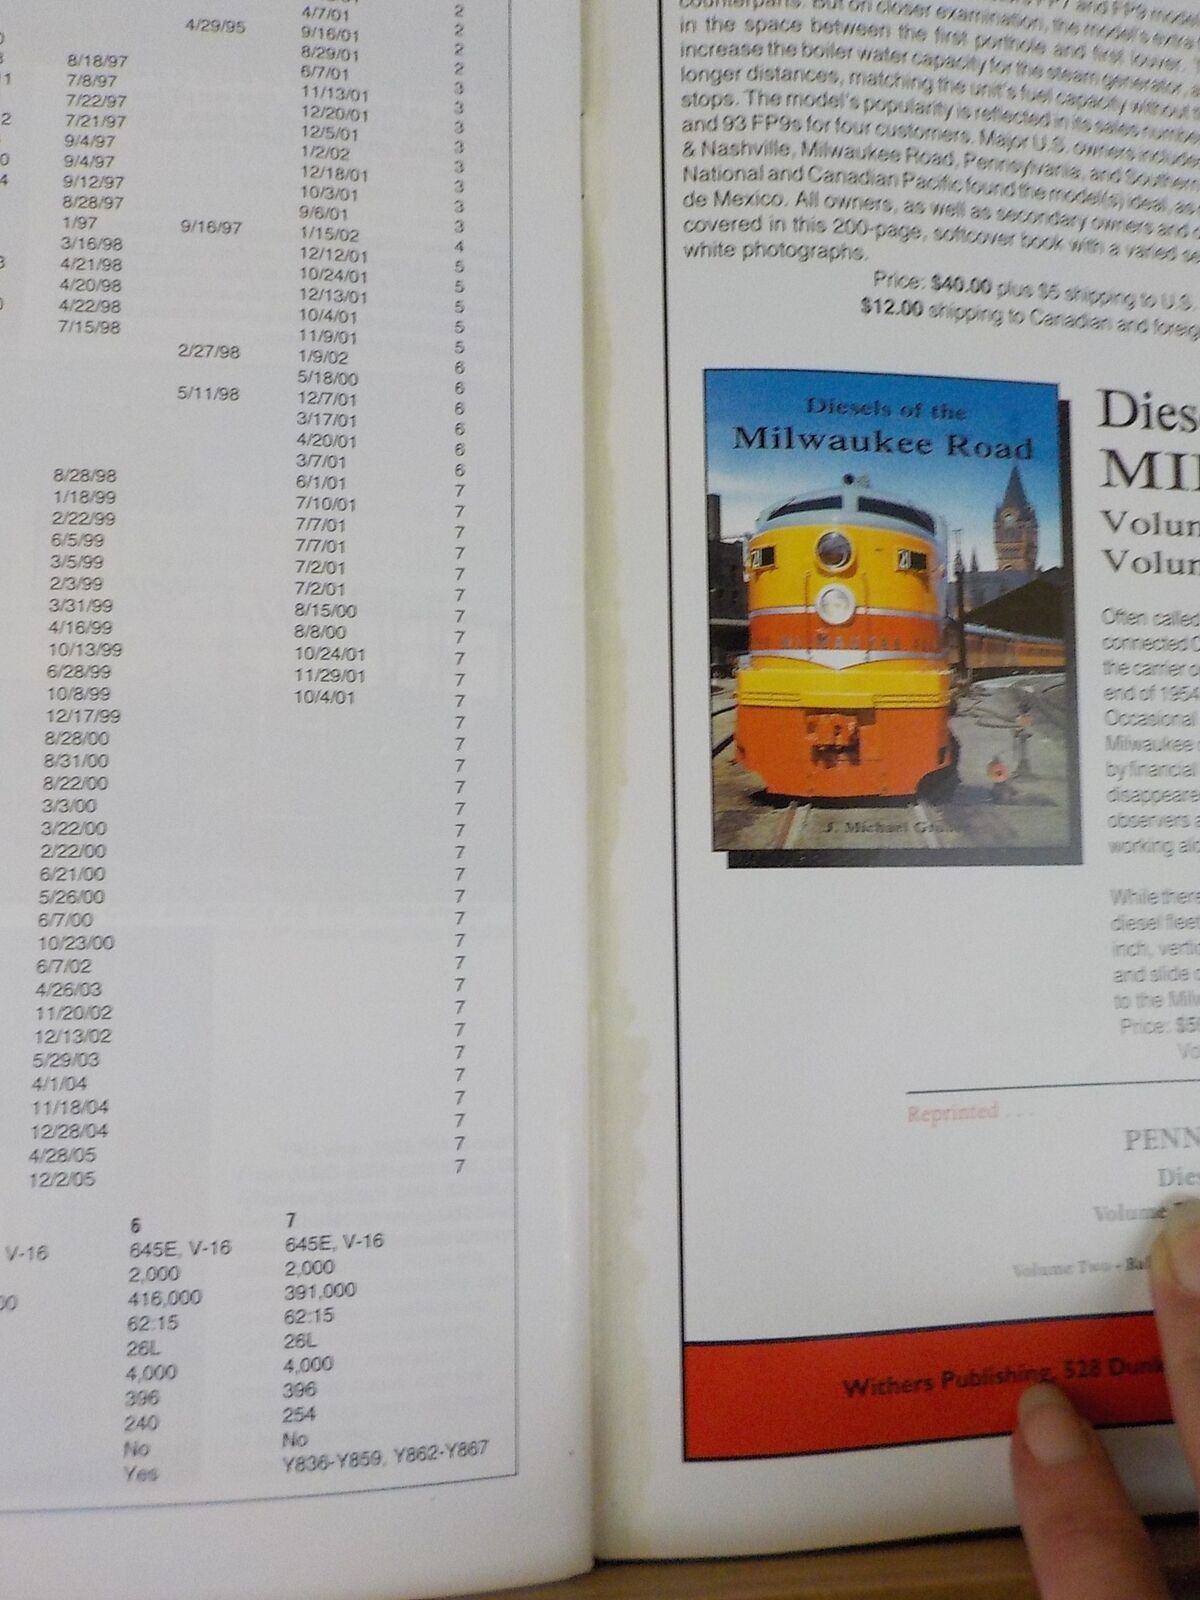 4/7/01 2
4/29/95 9/16/01 2
8/29/01 2
8/18/97 6/7/01 2
7/8/97 11/13/01 3
7/22/97 12/20/01 3
7/21/97 12/5/01 3
9/4/97 1/2/02 3
9/4/97 12/18/01 3
9/12/97 10/3/01 3
8/28/97 9/6/01 3
1/97 9/16/97 1/15/02 3
3/16/98 12/12/01 4
4/21/98 10/24/01 5
4/20/98 12/13/01 5
4/22/98 10/4/01 5
7/15/98 11/9/01 5
2/27/98 1/9/02 5
5/18/00 6
5/11/98 12/7/01 6
3/17/01 6
4/20/01 6
3/7/01 6
8/28/98 6/1/01 6
1/18/99 7/10/01 7
2/22/99 7/7/01 7
6/5/99 7/7/01 7
3/5/99 7/2/01 7
2/3/99 7/2/01 7
3/31/99 8/15/00 7
4/16/99 8/8/00 7
10/13/99 10/24/01 7
6/28/99 11/29/01 7
10/8/99 10/4/01 7
12/17/99 7
8/28/00 7
8/31/00 7
8/22/00 7
3/3/00 7
3/22/00 7
2/22/00 7
6/21/00 7
5/26/00 7
6/7/00 7
10/23/00 7
6/7/02 7
4/26/03 7
11/20/02 7
12/13/02 7
5/29/03 7
4/1/04 7
11/18/04 7
12/28/04 7
4/28/05 7
12/2/05 7
6 7
V-16 645E, V-16 645E, V-16
2,000 2,000
416,000 391,000
62:15 62:15
26L 26L
4,000 4,000
396 396
240 254
No No
Yes Y836-Y859, Y862-Y867
counterparts. But on closer examination, the model's extra
in the space between the first porthole and first louver.
increase the boiler water capacity for the steam generator,
longer distances, matching the unit's fuel capacity without
stops. The model's popularity is reflected in its sales
and 93 FP9s for four customers. Major U.S. owners
& Nashville, Milwaukee Road, Pennsylvania, and Southern
National and Canadian Pacific found the model(s) ideal, as
de Mexico. All owners, as well as secondary owners and
covered in this 200-page, softcover book with a varied
white photographs.
Price: $40.00 plus $5 shipping to U.S.
$12.00 shipping to Canadian and
Diesels of the
Milwaukee Road
21 21
J. Michael
Often called
connected
the carrier
end of 1954
Occasional
Milwaukee
by financial
observers
working
While there
diesel fleet
inch,
and slide
to the
Price:
Reprinted . . .
PENN
Volume
Volume Two -
Withers Publishing, 528